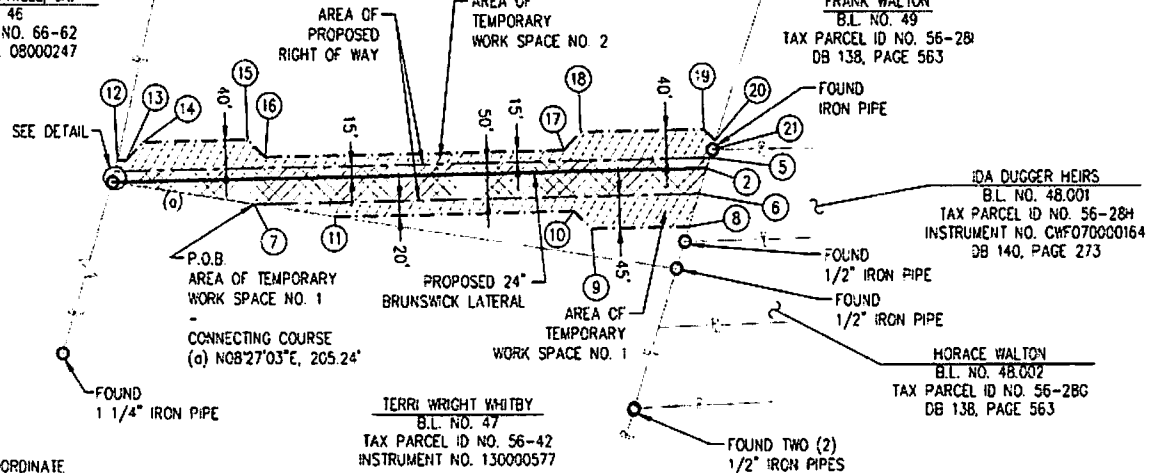 46
NO. 66-62
08000247
AREA OF
PROPOSED
RIGHT OF WAY
AREA OF
TEMPORARY
WORK SPACE NO. 2
FRANK WALTON
B.L. NO. 49
TAX PARCEL ID NO. 56-28I
DB 138, PAGE 563
12
13
14
15
16
17
18
19
20
21
40'
15'
50'
15'
40'
SEE DETAIL
FOUND
IRON PIPE
5
2
6
8
(a)
7
11
10
9
20'
45'
IDA DUGGER HEIRS
B.L. NO. 48.001
TAX PARCEL ID NO. 56-28H
INSTRUMENT NO. CWF070000164
DB 140, PAGE 273
P.O.B.
AREA OF TEMPORARY
WORK SPACE NO. 1
-
CONNECTING COURSE
(a) N08°27'03"E, 205.24'
PROPOSED 24"
BRUNSWICK LATERAL
AREA OF
TEMPORARY
WORK SPACE NO. 1
FOUND
1/2" IRON PIPE
FOUND
1/2" IRON PIPE
HORACE WALTON
B.L. NO. 48.002
TAX PARCEL ID NO. 56-28G
DB 138, PAGE 563
FOUND
1 1/4" IRON PIPE
TERRI WRIGHT WHITBY
B.L. NO. 47
TAX PARCEL ID NO. 56-42
INSTRUMENT NO. 130000577
FOUND TWO (2)
1/2" IRON PIPES
ORDINATE